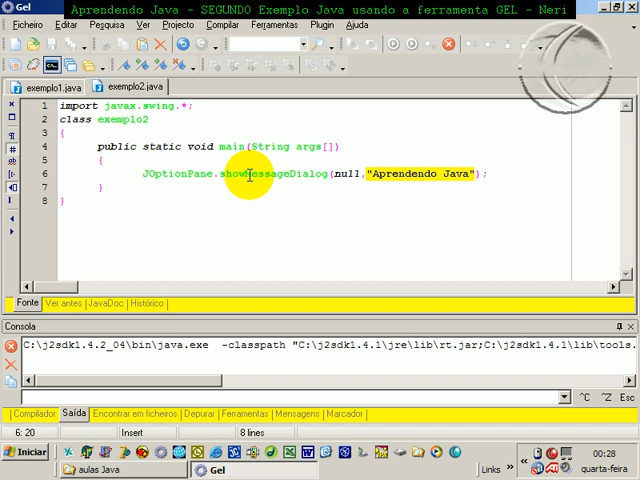 Gel
Aprendendo Java - SEGUNDO Exemplo Java usando a ferramenta GEL - Neri
Ficheiro Editar Ver Projecto Compilar Ferramentas Plugin Ajuda
exemplo1.java exemplo2.java
1 import javax.swing.*;
2 class exemplo2
3 {
4 public static void main(String args[])
5 {
6 JOptionPane.showMessageDialog(null,"Aprendendo Java");
7 }
8 }
Fonte Ver antes JavaDoc Histórico
Consola
C:\j2sdk1.4.2_04\bin\java.exe -classpath "C:\j2sdk1.4.1\jre\lib\rt.jar;C:\j2sdk1.4.1\lib\tools.
^C ^Z Esc
Compilador Saída Encontrar em ficheiros Depurar Ferramentas Mensagens Marcador
6: 20 Insert 8 lines
Iniciar
00:28
aulas Java Gel Links » quarta-feira